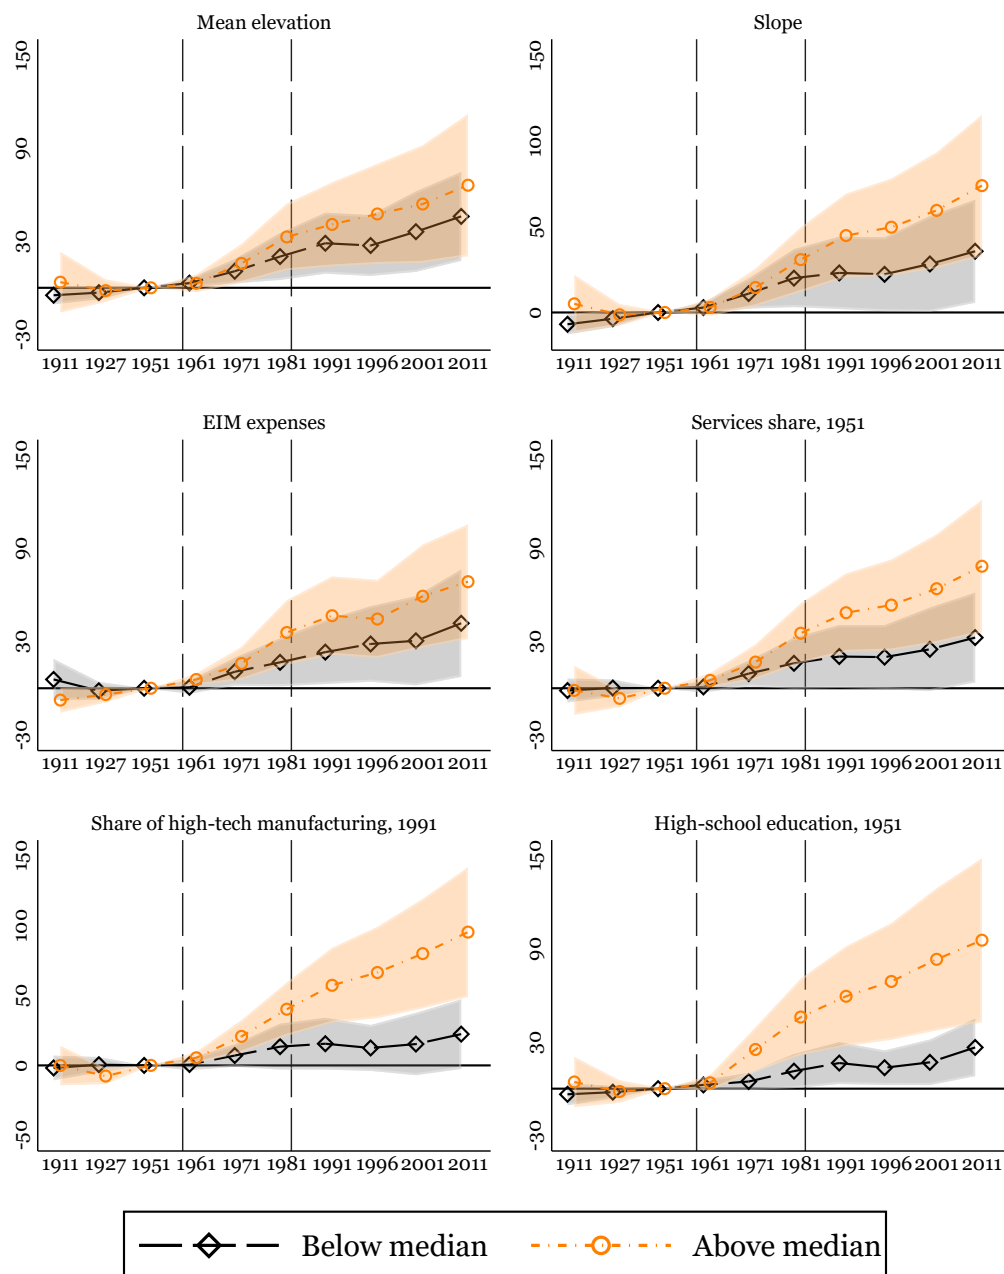 Mean elevation
150
90
30
-30
1911 1927 1951 1961 1971 1981 1991 1996 2001 2011
Slope
150
100
50
0
1911 1927 1951 1961 1971 1981 1991 1996 2001 2011
EIM expenses
150
90
30
-30
1911 1927 1951 1961 1971 1981 1991 1996 2001 2011
Services share, 1951
150
90
30
-30
1911 1927 1951 1961 1971 1981 1991 1996 2001 2011
Share of high-tech manufacturing, 1991
150
100
50
0
-50
1911 1927 1951 1961 1971 1981 1991 1996 2001 2011
High-school education, 1951
150
90
30
-30
1911 1927 1951 1961 1971 1981 1991 1996 2001 2011
Below median
Above median